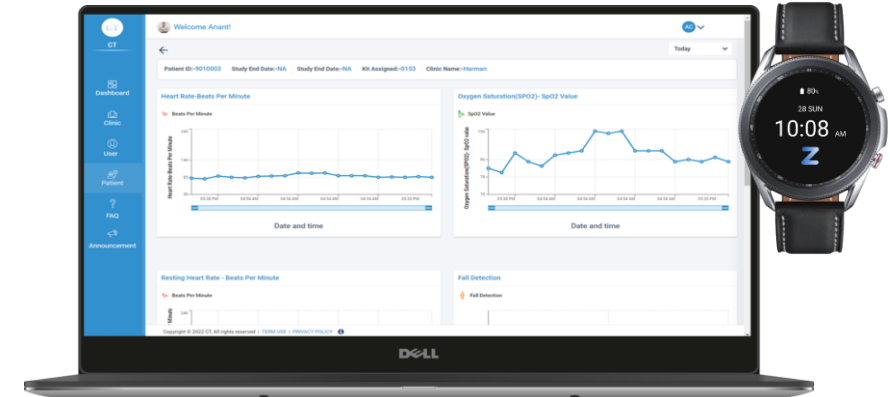 CT
CT
Dashboard
Clinic
User
Patient
FAQ
Announcement
Welcome Anant!
AC
Today
Patient ID:-9010003 Study End Date:-NA Study End Date:-NA Kit Assigned:-0153 Clinic Name:-Harman
Heart Rate-Beats Per Minute
Beats Per Minute
Heart Rate Beats Per Minute
Date and time
Oxygen Saturation(SPO2)- SpO2 Value
SpO2 Value
Oxygen Saturation(SPO2)- SpO2 value
Date and time
Resting Heart Rate - Beats Per Minute
Beats Per Minute
Fall Detection
Fall Detection
Copyright © 2022 CT, All rights reserved | TERM USE | PRIVACY POLICY
DELL
80%
28 SUN
10:08 AM
Z